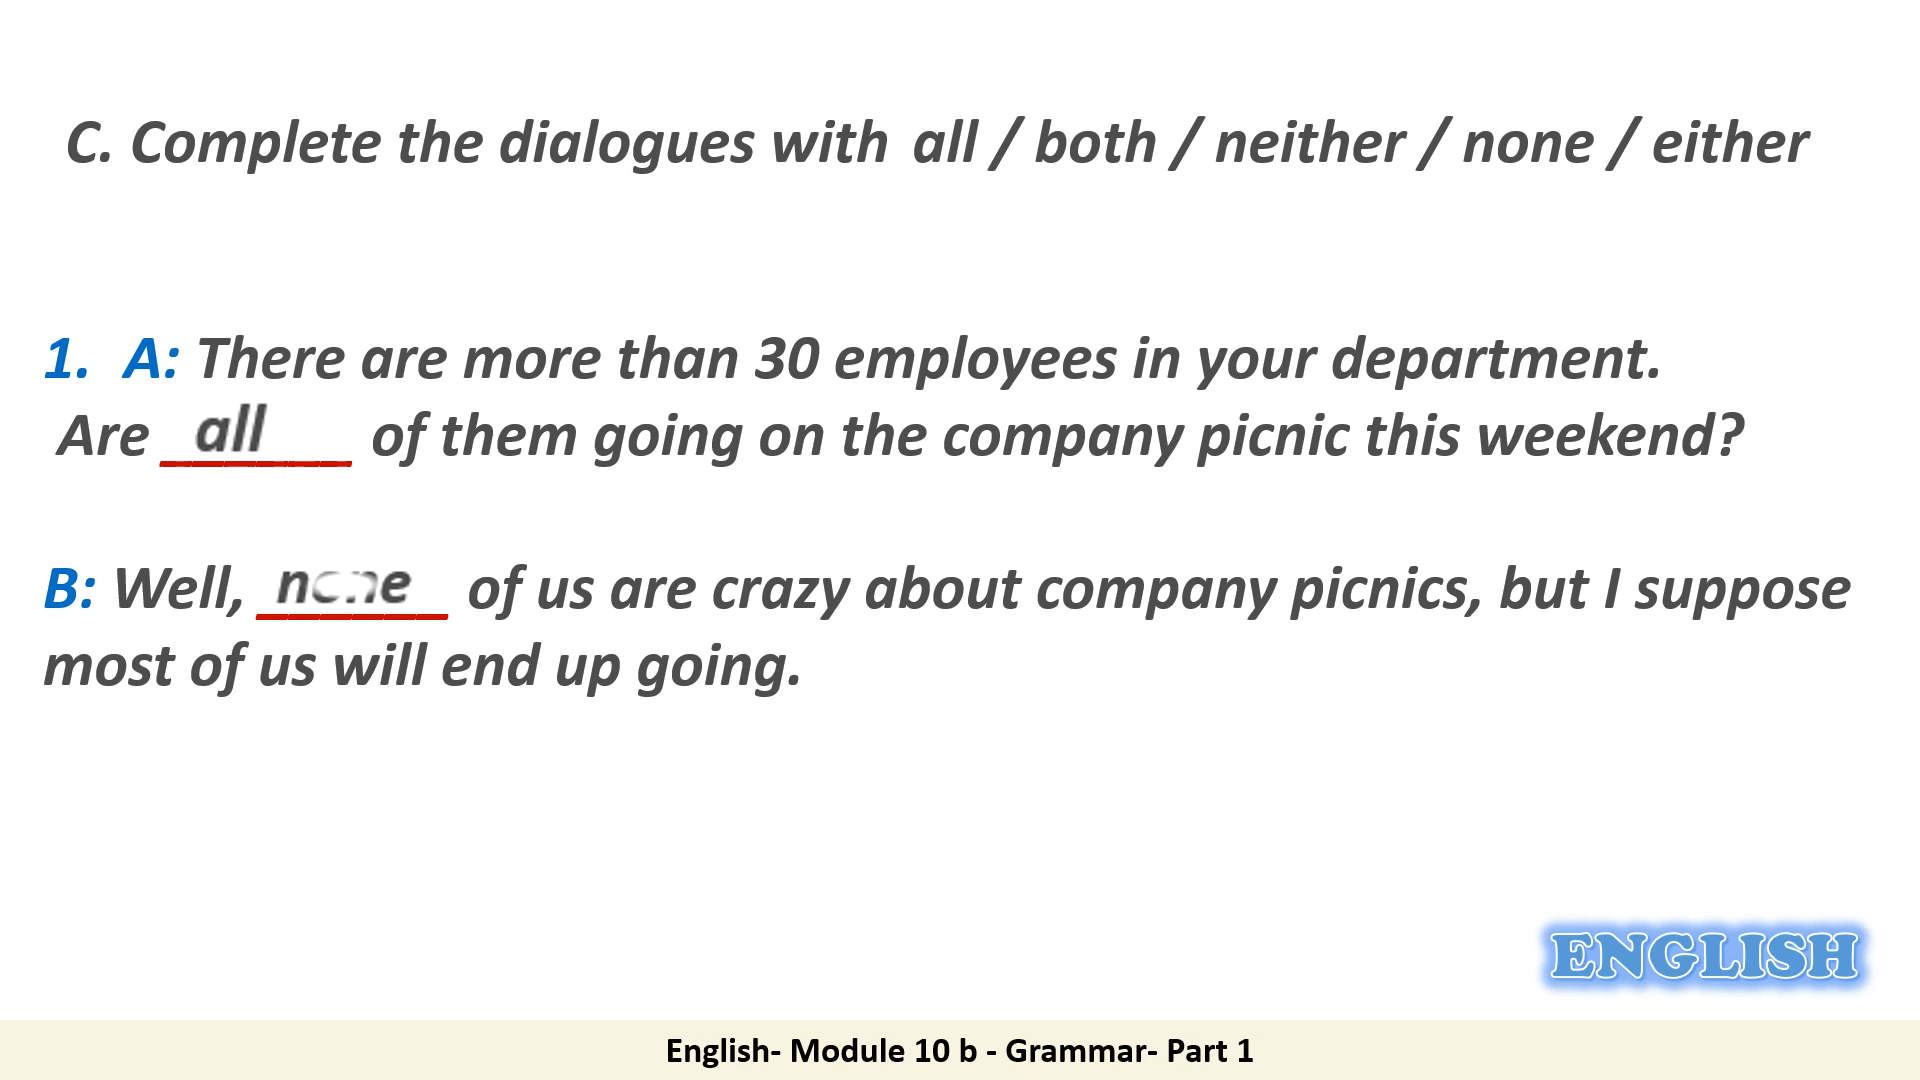 C. Complete the dialogues with all / both / neither / none / either
1. A: There are more than 30 employees in your department.
Are all of them going on the company picnic this weekend?
B: Well, none of us are crazy about company picnics, but I suppose
most of us will end up going.
ENGLISH
English- Module 10 b - Grammar- Part 1